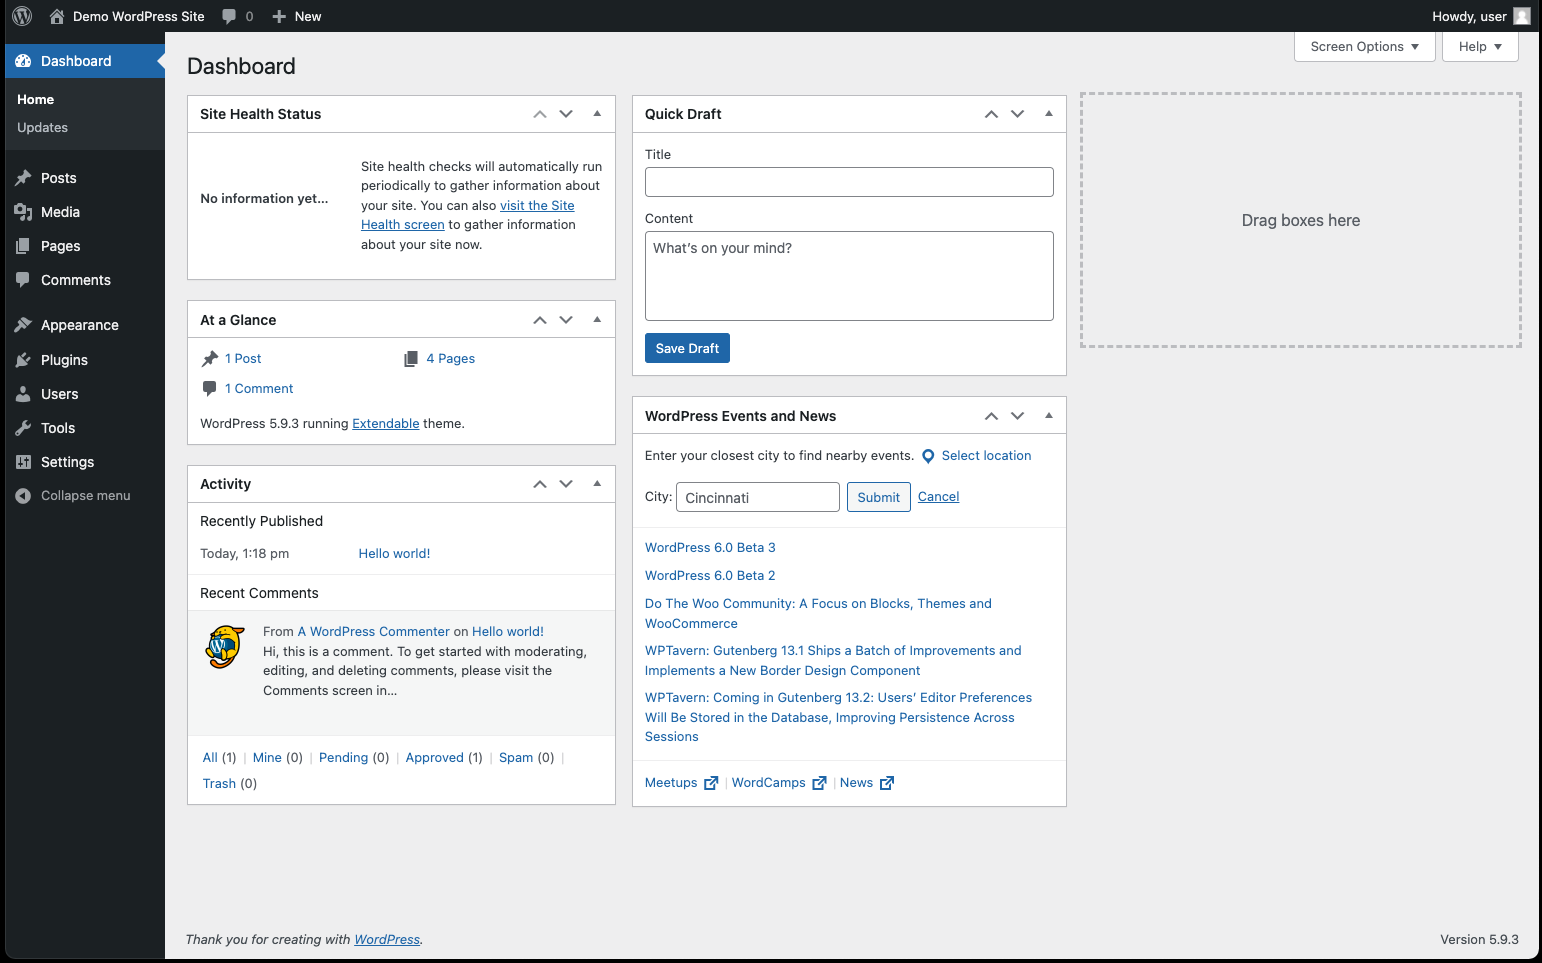 Demo WordPress Site 0 New Howdy, user
Dashboard
Home
Updates
Posts
Media
Pages
Comments
Appearance
Plugins
Users
Tools
Settings
Collapse menu
Screen Options Help
Dashboard
Site Health Status
No information yet...
Site health checks will automatically run
periodically to gather information about
your site. You can also visit the Site
Health screen to gather information
about your site now.
At a Glance
1 Post 4 Pages
1 Comment
WordPress 5.9.3 running Extendable theme.
Activity
Recently Published
Today, 1:18 pm Hello world!
Recent Comments
From A WordPress Commenter on Hello world!
Hi, this is a comment. To get started with moderating,
editing, and deleting comments, please visit the
Comments screen in...
All (1) | Mine (0) | Pending (0) | Approved (1) | Spam (0) |
Trash (0)
Quick Draft
Title
Content
What's on your mind?
Save Draft
WordPress Events and News
Enter your closest city to find nearby events. Select location
City: Cincinnati Submit Cancel
WordPress 6.0 Beta 3
WordPress 6.0 Beta 2
Do The Woo Community: A Focus on Blocks, Themes and
WooCommerce
WPTavern: Gutenberg 13.1 Ships a Batch of Improvements and
Implements a New Border Design Component
WPTavern: Coming in Gutenberg 13.2: Users' Editor Preferences
Will Be Stored in the Database, Improving Persistence Across
Sessions
Meetups | WordCamps | News
Drag boxes here
Thank you for creating with WordPress.
Version 5.9.3